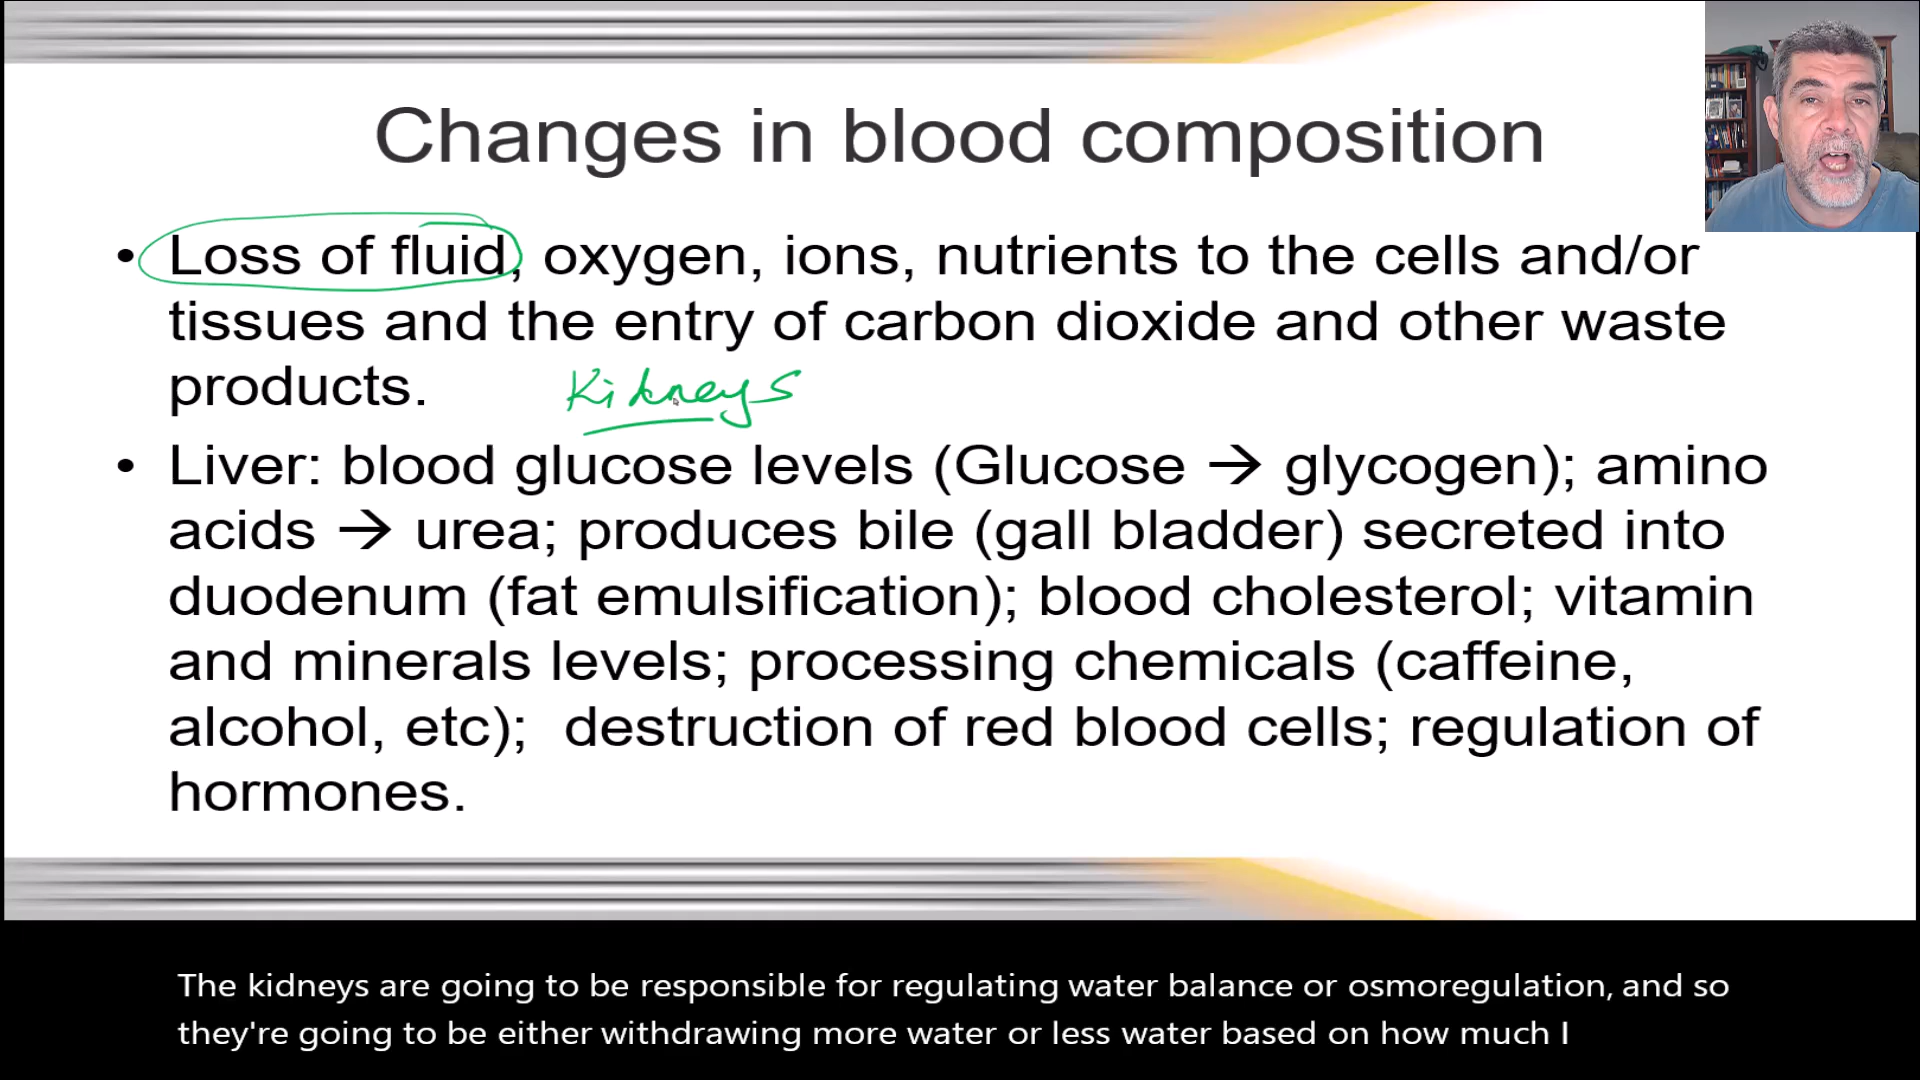 Changes in blood composition
• Loss of fluid, oxygen, ions, nutrients to the cells and/or
tissues and the entry of carbon dioxide and other waste
products.
Kidneys
• Liver: blood glucose levels (Glucose → glycogen); amino
acids → urea; produces bile (gall bladder) secreted into
duodenum (fat emulsification); blood cholesterol; vitamin
and minerals levels; processing chemicals (caffeine,
alcohol, etc); destruction of red blood cells; regulation of
hormones.
The kidneys are going to be responsible for regulating water balance or osmoregulation, and so
they're going to be either withdrawing more water or less water based on how much I